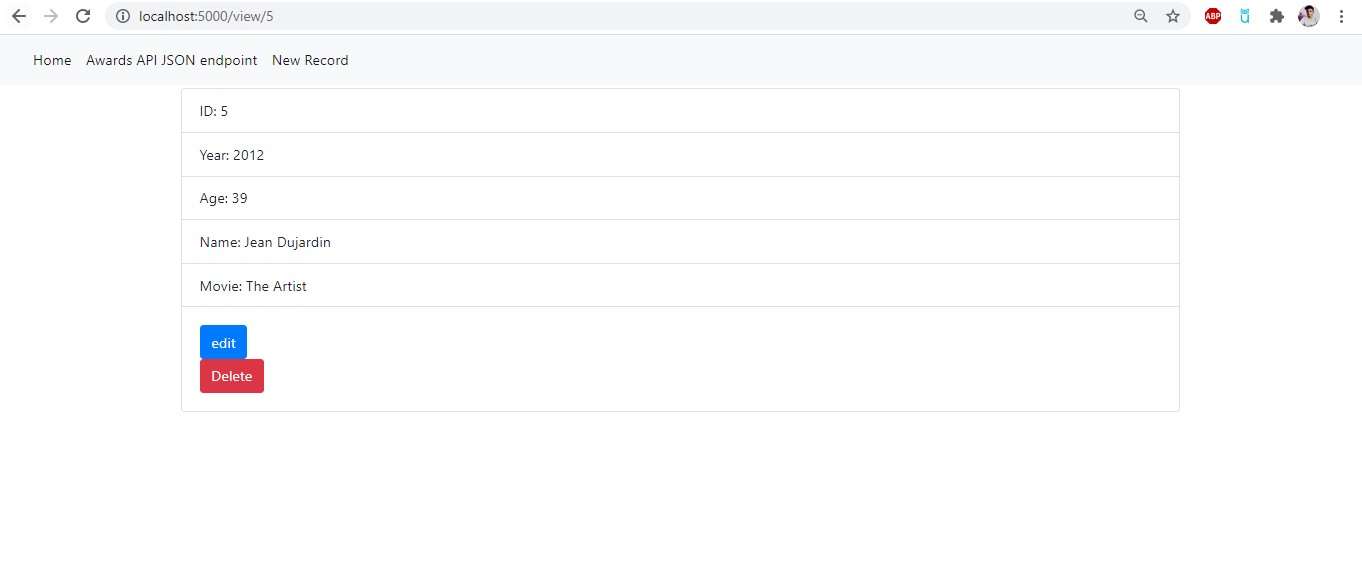 localhost:5000/view/5
ABP
Home Awards API JSON endpoint New Record
ID: 5
Year: 2012
Age: 39
Name: Jean Dujardin
Movie: The Artist
edit
Delete